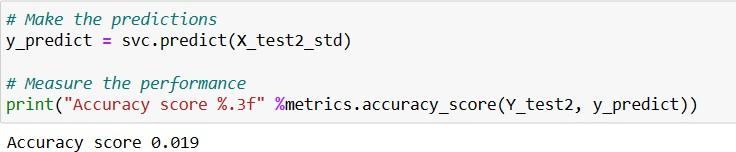 # Make the predictions
y_predict = svc.predict(X_test2_std)
# Measure the performance
print("Accuracy score %.3f" %metrics.accuracy_score(Y_test2, y_predict))
Accuracy score 0.019